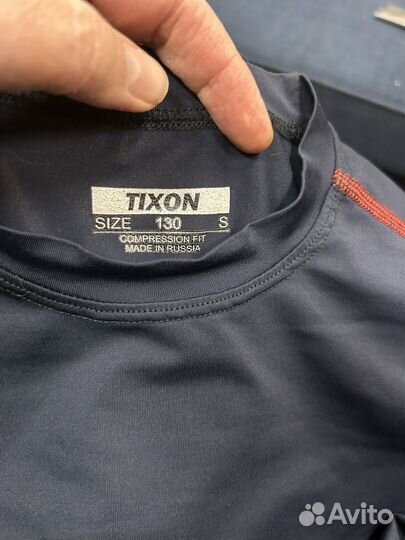 TIXON
SIZE 130 S
COMPRESSION FIT
MADE IN RUSSIA
Avito